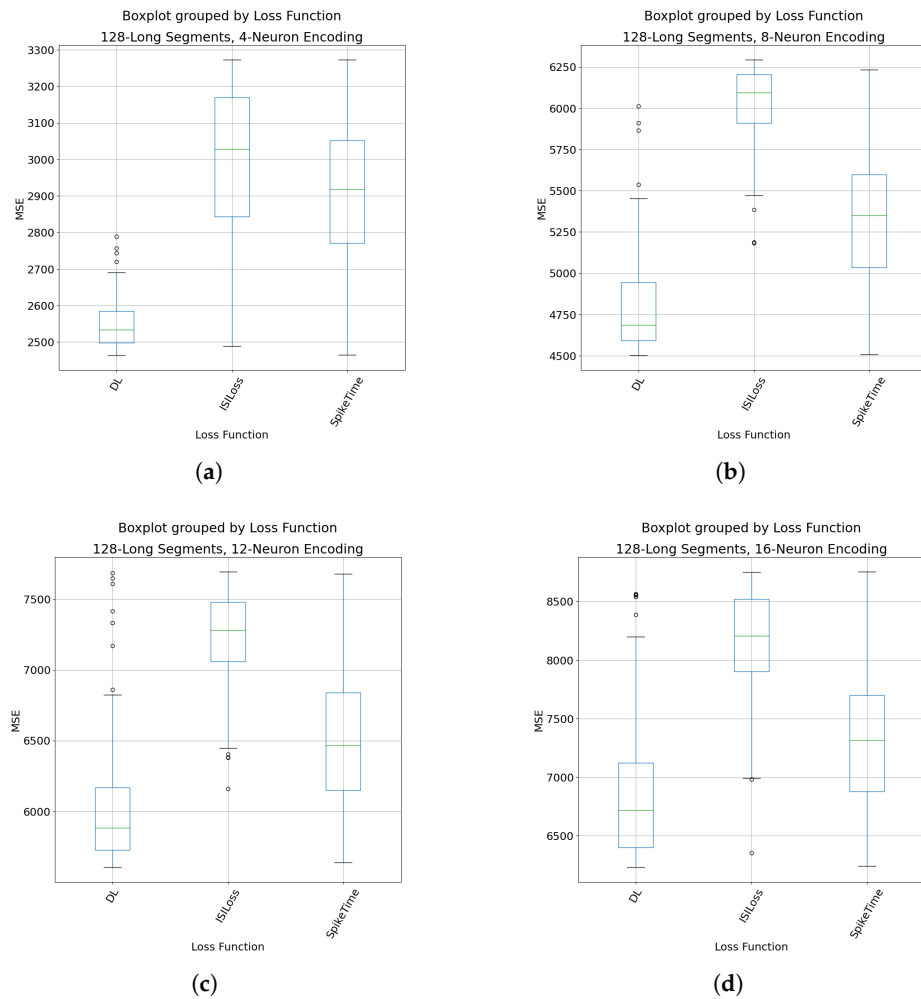 Boxplot grouped by Loss Function
128-Long Segments, 4-Neuron Encoding
3300
3200
3100
3000
2900
2800
2700
2600
2500
MSE
DL
ISILoss
SpikeTime
Loss Function
(a)
Boxplot grouped by Loss Function
128-Long Segments, 8-Neuron Encoding
6250
6000
5750
5500
5250
5000
4750
4500
MSE
DL
ISILoss
SpikeTime
Loss Function
(b)
Boxplot grouped by Loss Function
128-Long Segments, 12-Neuron Encoding
7500
7000
6500
6000
MSE
DL
ISILoss
SpikeTime
Loss Function
(c)
Boxplot grouped by Loss Function
128-Long Segments, 16-Neuron Encoding
8500
8000
7500
7000
6500
MSE
DL
ISILoss
SpikeTime
Loss Function
(d)